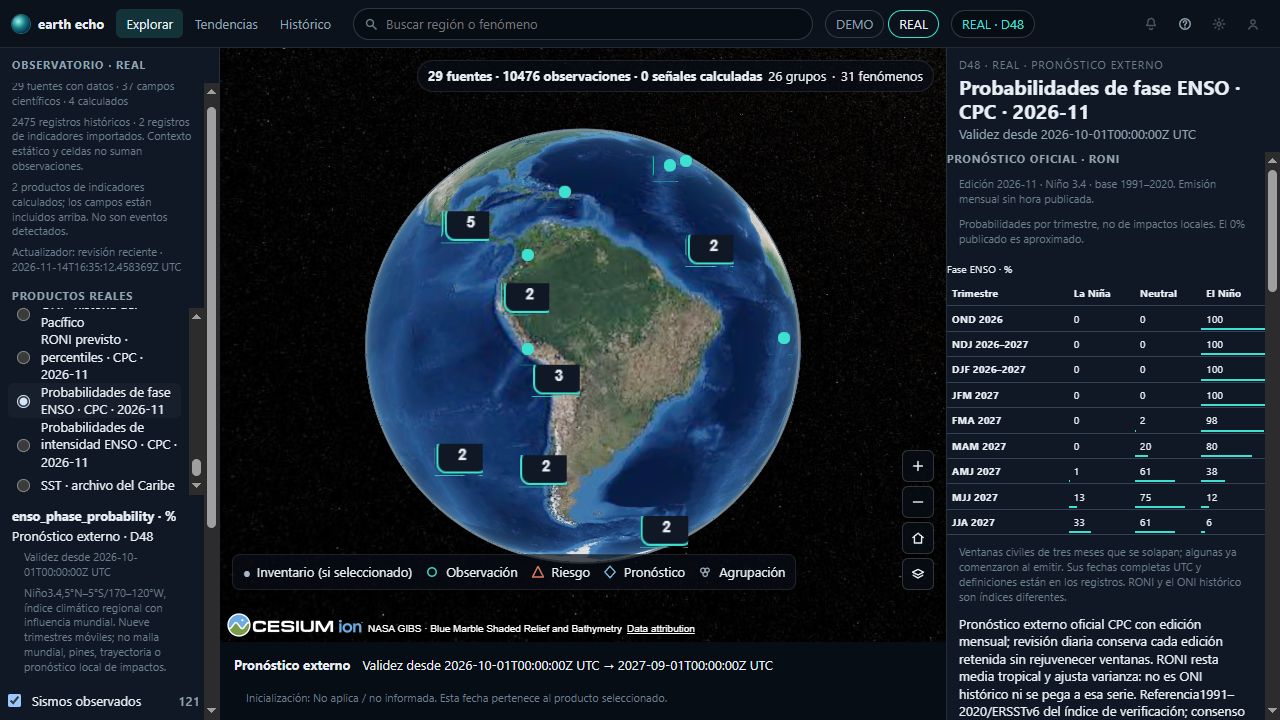 earth echo
Explorar
Tendencias
Histórico
Buscar región o fenómeno
DEMO
REAL
REAL · D48
OBSERVATORIO · REAL
29 fuentes con datos · 37 campos
científicos · 4 calculados
2475 registros históricos · 2 registros
de indicadores importados. Contexto
estático y celdas no suman
observaciones.
2 productos de indicadores
calculados; los campos están
incluidos arriba. No son eventos
detectados.
Actualizador: revisión reciente ·
2026-11-14T16:35:12.458369Z UTC
PRODUCTOS REALES
Pacífico
RONI previsto ·
percentiles · CPC ·
2026-11
Probabilidades de fase
ENSO · CPC · 2026-11
Probabilidades de
intensidad ENSO · CPC ·
2026-11
SST · archivo del Caribe
enso_phase_probability · %
Pronóstico externo · D48
Validez desde 2026-10-
01T00:00:00Z UTC
Niño3.4,5°N–5°S/170–120°W,
índice climático regional con
influencia mundial. Nueve
trimestres móviles; no malla
mundial, pines, trayectoria o
pronóstico local de impactos.
Sismos observados 121
29 fuentes · 10476 observaciones · 0 señales calculadas 26 grupos · 31 fenómenos
5
2
2
3
2
2
2
+
−
Inventario (si seleccionado)
Observación
Riesgo
Pronóstico
Agrupación
CESIUM ion NASA GIBS · Blue Marble Shaded Relief and Bathymetry Data attribution
Pronóstico externo Validez desde 2026-10-01T00:00:00Z UTC → 2027-09-01T00:00:00Z UTC
Inicialización: No aplica / no informada. Esta fecha pertenece al producto seleccionado.
D48 · REAL · PRONÓSTICO EXTERNO
Probabilidades de fase ENSO ·
CPC · 2026-11
Validez desde 2026-10-01T00:00:00Z UTC
PRONÓSTICO OFICIAL · RONI
Edición 2026-11 · Niño 3.4 · base 1991–2020. Emisión
mensual sin hora publicada.
Probabilidades por trimestre, no de impactos locales. El 0%
publicado es aproximado.
Fase ENSO · %
Trimestre La Niña Neutral El Niño
OND 2026 0 0 100
NDJ 2026–2027 0 0 100
DJF 2026–2027 0 0 100
JFM 2027 0 0 100
FMA 2027 0 2 98
MAM 2027 0 20 80
AMJ 2027 1 61 38
MJJ 2027 13 75 12
JJA 2027 33 61 6
Ventanas civiles de tres meses que se solapan; algunas ya
comenzaron al emitir. Sus fechas completas UTC y
definiciones están en los registros. RONI y el ONI histórico
son índices diferentes.
Pronóstico externo oficial CPC con edición
mensual; revisión diaria conserva cada edición
retenida sin rejuvenecer ventanas. RONI resta
media tropical y ajusta varianza: no es ONI
histórico ni se pega a esa serie. Referencia1991–
2020/ERSSTv6 del índice de verificación; consenso